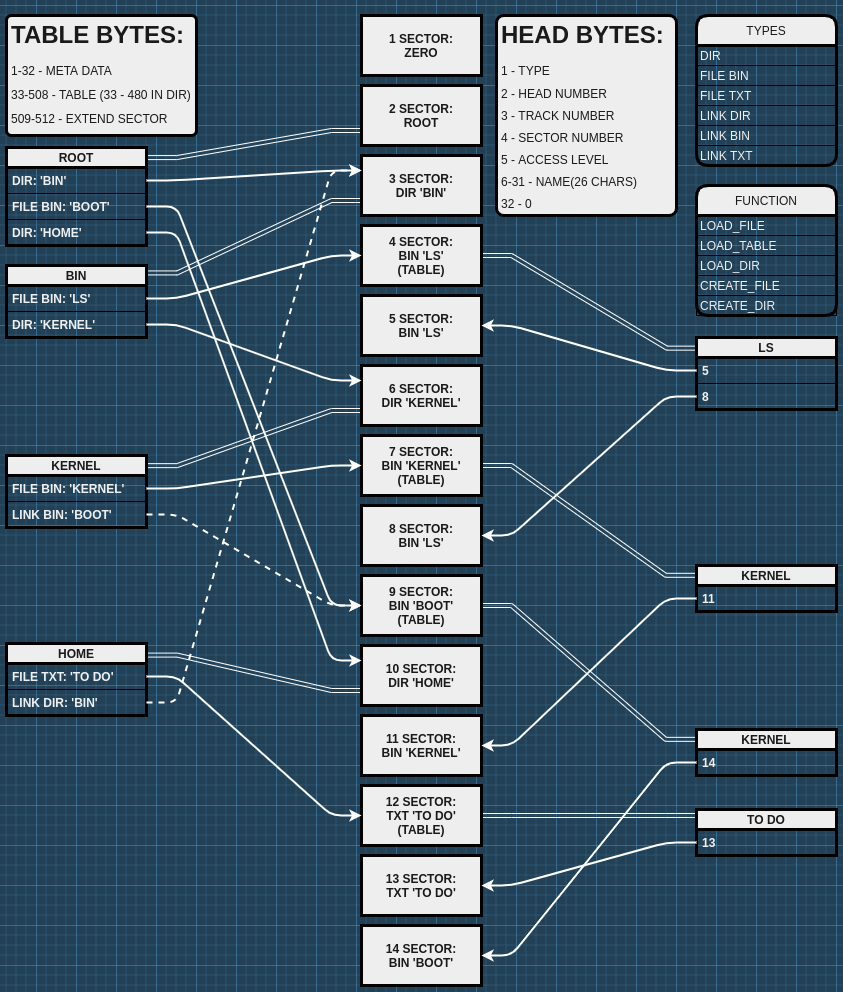 TABLE BYTES:
1-32 - META DATA
33-508 - TABLE (33 - 480 IN DIR)
509-512 - EXTEND SECTOR
ROOT
DIR: 'BIN'
FILE BIN: 'BOOT'
DIR: 'HOME'
BIN
FILE BIN: 'LS'
DIR: 'KERNEL'
KERNEL
FILE BIN: 'KERNEL'
LINK BIN: 'BOOT'
HOME
FILE TXT: 'TO DO'
LINK DIR: 'BIN'
1 SECTOR:
ZERO
2 SECTOR:
ROOT
3 SECTOR:
DIR 'BIN'
4 SECTOR:
BIN 'LS'
(TABLE)
5 SECTOR:
BIN 'LS'
6 SECTOR:
DIR 'KERNEL'
7 SECTOR:
BIN 'KERNEL'
(TABLE)
8 SECTOR:
BIN 'LS'
9 SECTOR:
BIN 'BOOT'
(TABLE)
10 SECTOR:
DIR 'HOME'
11 SECTOR:
BIN 'KERNEL'
12 SECTOR:
TXT 'TO DO'
(TABLE)
13 SECTOR:
TXT 'TO DO'
14 SECTOR:
BIN 'BOOT'
HEAD BYTES:
1 - TYPE
2 - HEAD NUMBER
3 - TRACK NUMBER
4 - SECTOR NUMBER
5 - ACCESS LEVEL
6-31 - NAME(26 CHARS)
32 - 0
TYPES
DIR
FILE BIN
FILE TXT
LINK DIR
LINK BIN
LINK TXT
FUNCTION
LOAD_FILE
LOAD_TABLE
LOAD_DIR
CREATE_FILE
CREATE_DIR
LS
5
8
KERNEL
11
KERNEL
14
TO DO
13